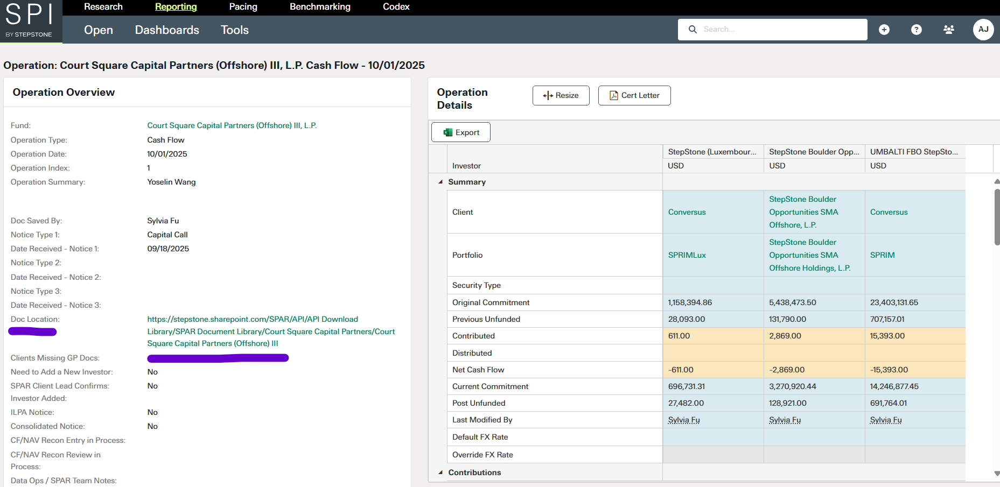 SPI
BY STEPSTONE
Research Reporting Pacing Benchmarking Codex
Open Dashboards Tools
Search...
AJ
Operation: Court Square Capital Partners (Offshore) III, L.P. Cash Flow - 10/01/2025
Operation Overview
Fund: Court Square Capital Partners (Offshore) III, L.P.
Operation Type: Cash Flow
Operation Date: 10/01/2025
Operation Index: 1
Operation Summary: Yoselin Wang
Doc Saved By: Sylvia Fu
Notice Type 1: Capital Call
Date Received - Notice 1: 09/18/2025
Notice Type 2:
Date Received - Notice 2:
Notice Type 3:
Date Received - Notice 3:
Doc Location: https://stepstone.sharepoint.com/SPAR/API/API Download
Library/SPAR Document Library/Court Square Capital Partners/Court
Square Capital Partners (Offshore) III
Clients Missing GP Docs:
Need to Add a New Investor: No
SPAR Client Lead Confirms: No
Investor Added:
ILPA Notice: No
Consolidated Notice: No
CF/NAV Recon Entry in Process:
CF/NAV Recon Review in
Process:
Data Ops / SPAR Team Notes:
Operation
Details
Resize
Cert Letter
Export
StepStone (Luxembour... StepStone Boulder Opp... UMBALTI FBO StepSto...
Investor USD USD USD
Summary
Client Conversus StepStone Boulder Opportunities SMA Offshore, L.P. Conversus
Portfolio SPRIMLux StepStone Boulder Opportunities SMA Offshore Holdings, L.P. SPRIM
Security Type
Original Commitment 1,158,394.86 5,438,473.50 23,403,131.65
Previous Unfunded 28,093.00 131,790.00 707,157.01
Contributed 611.00 2,869.00 15,393.00
Distributed
Net Cash Flow -611.00 -2,869.00 -15,393.00
Current Commitment 696,731.31 3,270,920.44 14,246,877.45
Post Unfunded 27,482.00 128,921.00 691,764.01
Last Modified By Sylvia Fu Sylvia Fu Sylvia Fu
Default FX Rate
Override FX Rate
Contributions